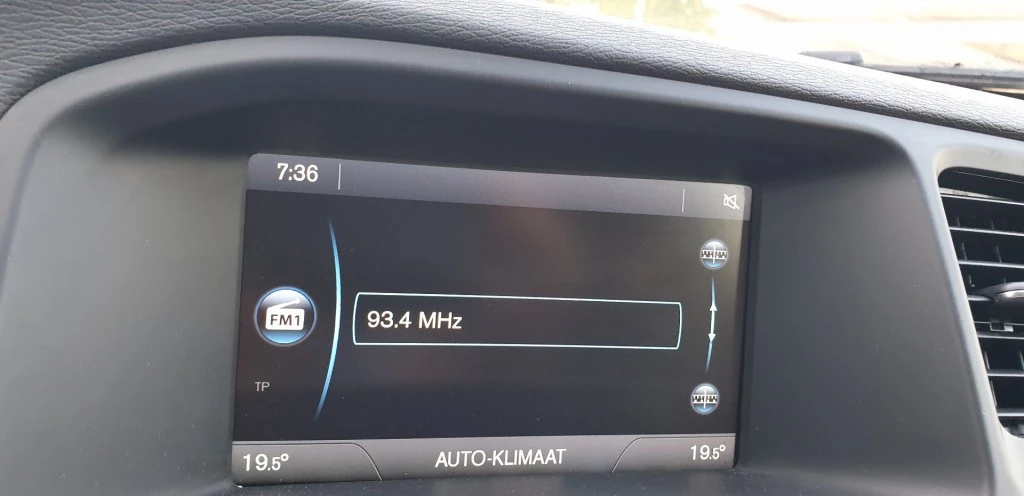 7:36
FM1
93.4 MHz
TP
19.5°
AUTO-KLIMAAT
19.5°